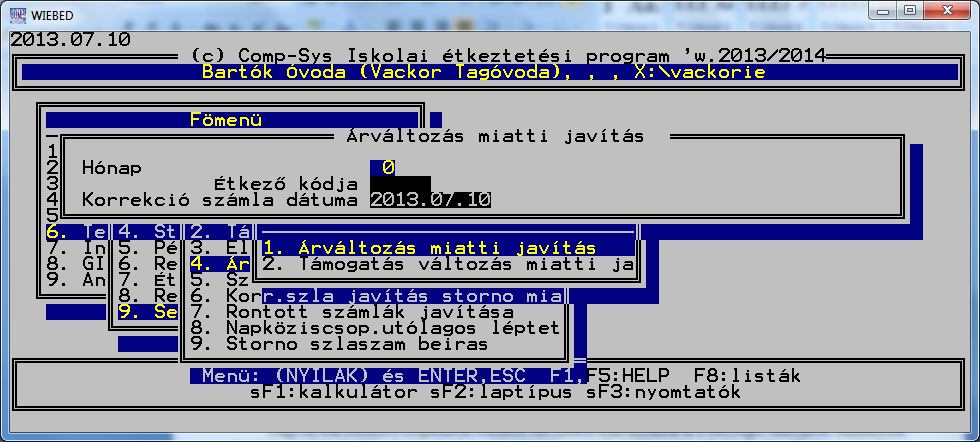 WIEBED
2013.07.10
(c) Comp-Sys Iskolai étkeztetési program 'w.2013/2014
Bartók Óvoda (Vackor Tagóvoda), , , X:\vackorie
Fömenü
Árváltozás miatti javítás
1
2 Hónap 0
3 Étkező kódja
4 Korrekció számla dátuma 2013.07.10
5
6. Te 4. St 2. Tá
7. In 5. Pé 3. El 1. Árváltozás miatti javítás
8. GI 6. Re 4. Ár 2. Támogatás változás miatti ja
9. An 7. Ét 5. Sz
8. Re 6. Korr.szla javítás storno mia
9. Se 7. Rontott számlák javítása
8. Napköziscsop.utólagos léptet
9. Storno szlaszam beiras
Menü: (NYILAK) és ENTER,ESC F1,F5:HELP F8:listák
sF1:kalkulátor sF2:laptípus sF3:nyomtatók